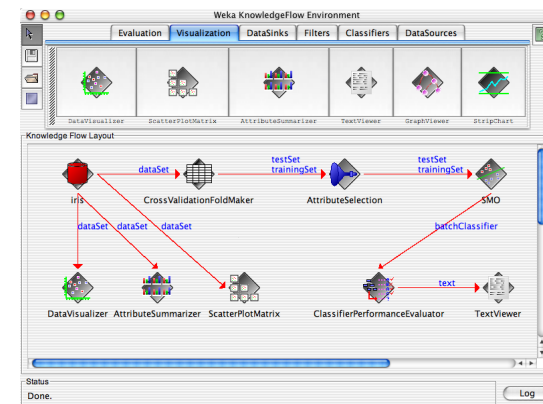 Weka KnowledgeFlow Environment
Evaluation Visualization DataSinks Filters Classifiers DataSources
DataVisualizer ScatterPlotMatrix AttributeSummarizer TextViewer GraphViewer StripChart
Knowledge Flow Layout
dataSet
testSet
trainingSet
testSet
trainingSet
iris CrossValidationFoldMaker AttributeSelection SMO
dataSet dataSet dataSet batchClassifier
text
DataVisualizer AttributeSummarizer ScatterPlotMatrix ClassifierPerformanceEvaluator TextViewer
Status
Done. Log